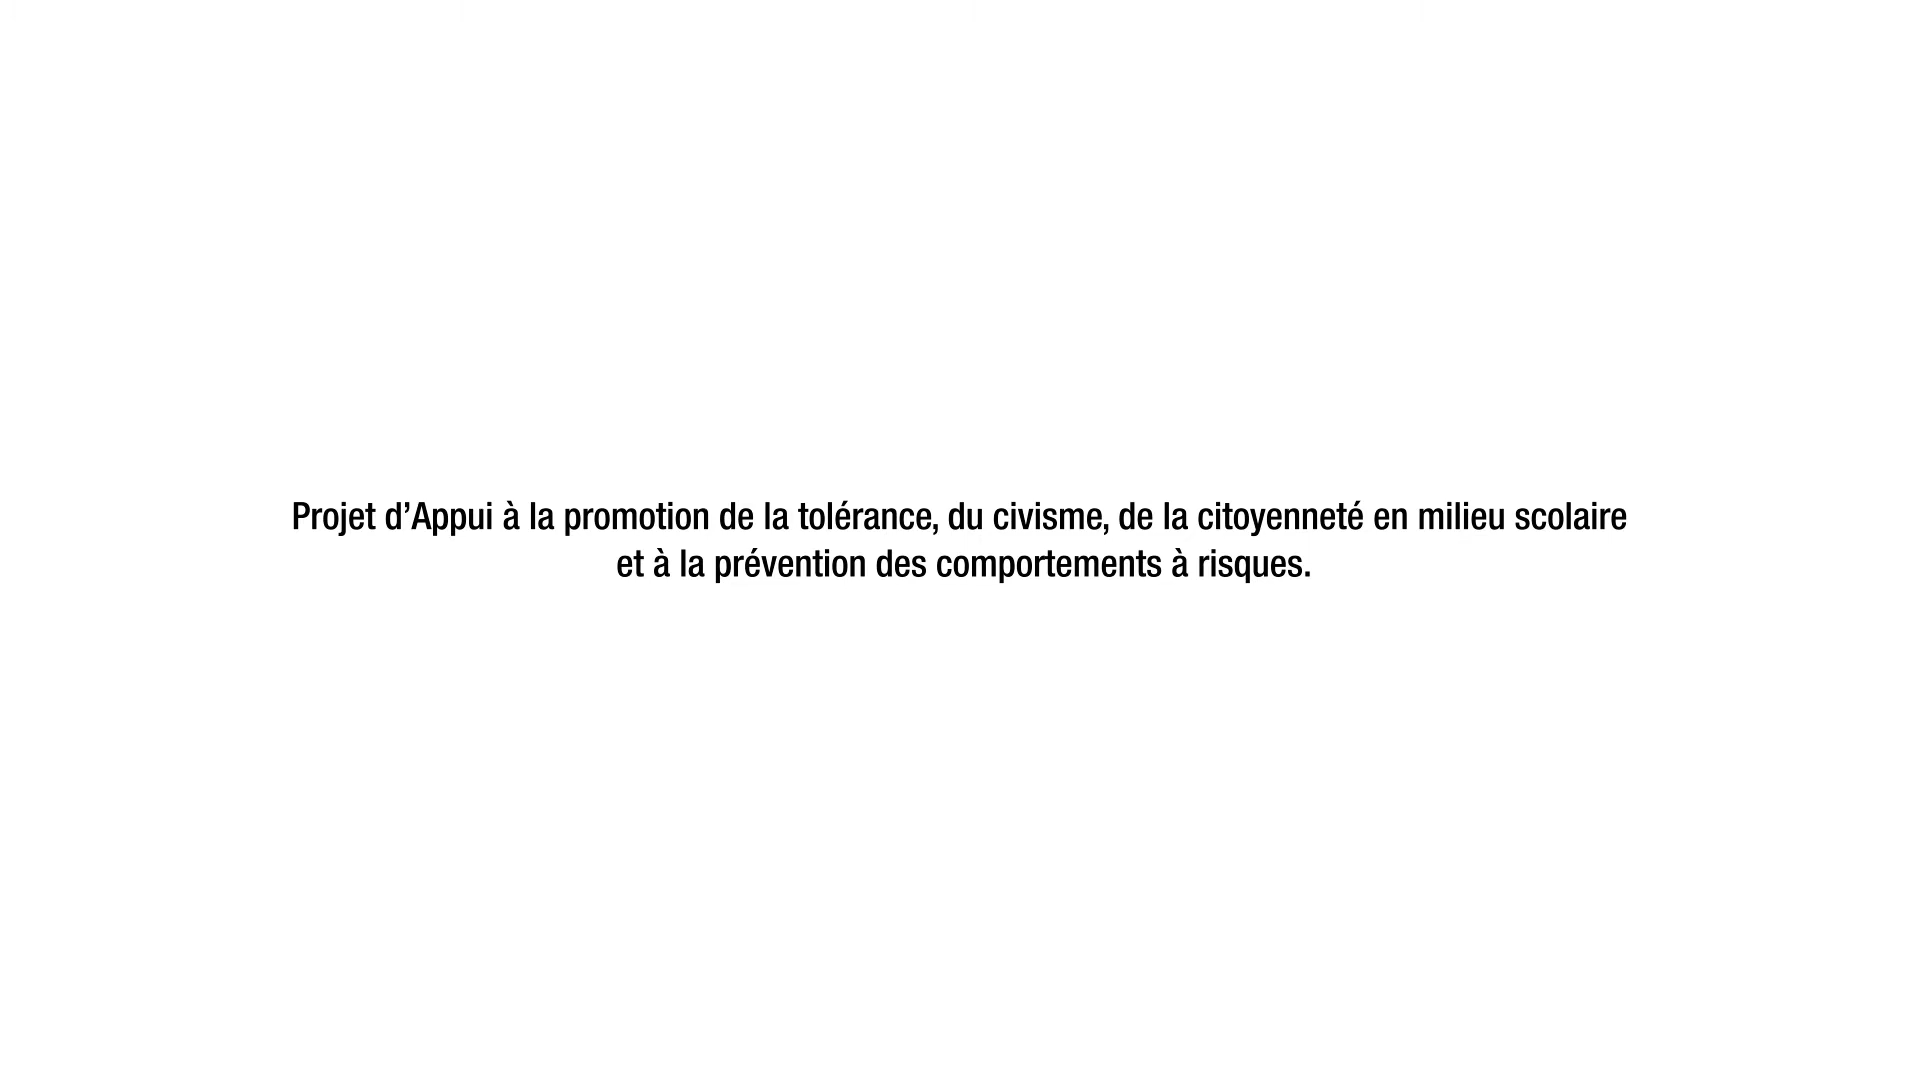 Projet d’Appui à la promotion de la tolérance, du civisme, de la citoyenneté en milieu scolaire
et à la prévention des comportements à risques.